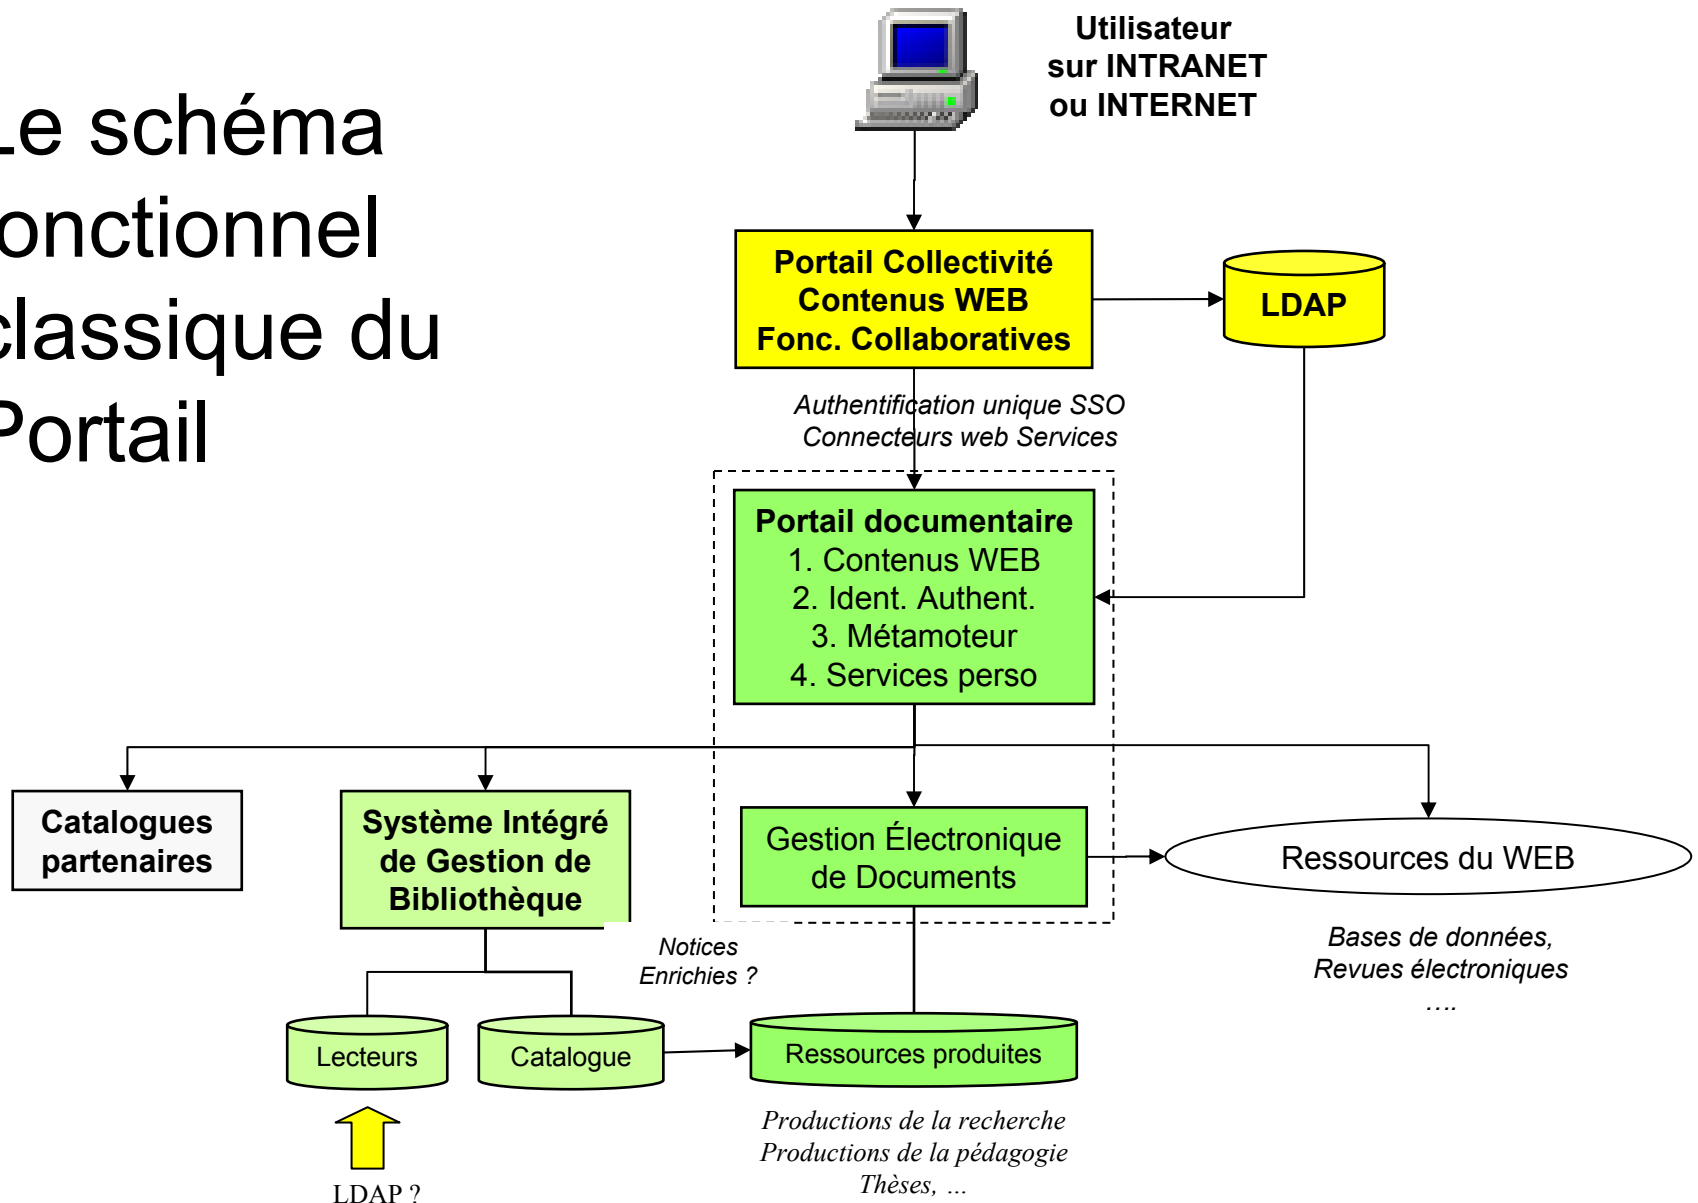 Utilisateur
sur INTRANET
ou INTERNET
Le schéma
fonctionnel
classique du
Portail
Portail Collectivité
Contenus WEB
Fonc. Collaboratives
LDAP
Authentification unique SSO
Connecteurs web Services
Portail documentaire
1. Contenus WEB
2. Ident. Authent.
3. Métamoteur
4. Services perso
Catalogues
partenaires
Système Intégré
de Gestion de
Bibliothèque
Gestion Électronique
de Documents
Ressources du WEB
Notices
Enrichies ?
Bases de données,
Revues électroniques
….
Lecteurs
Catalogue
Ressources produites
LDAP ?
Productions de la recherche
Productions de la pédagogie
Thèses, …